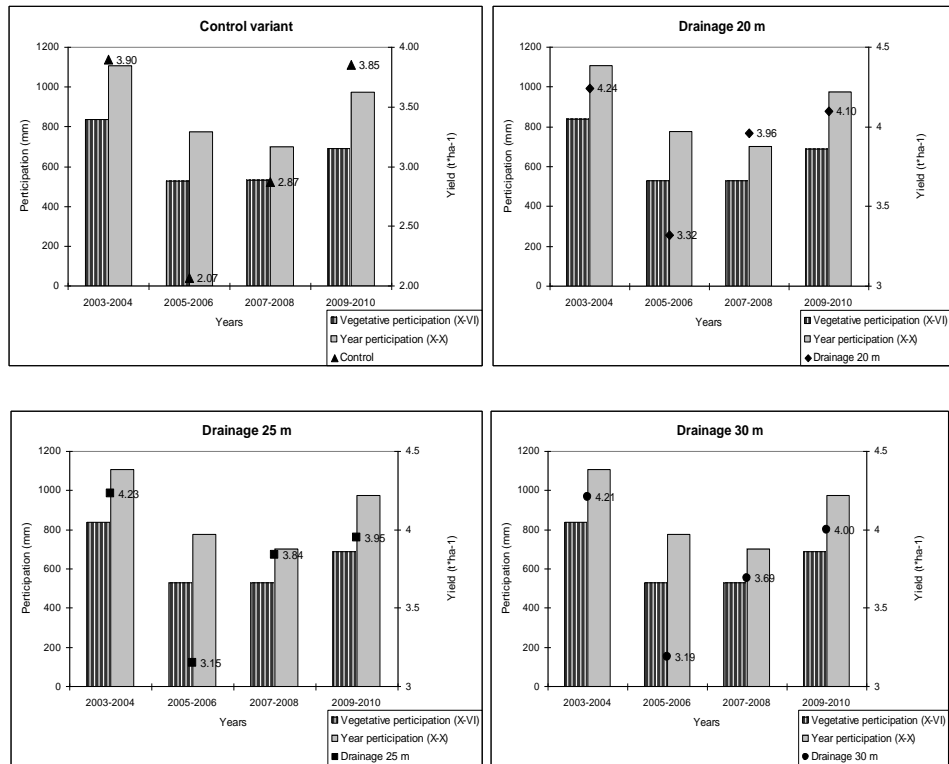 Control variant
Perticipation (mm)
1200
1000
800
600
400
200
0
3.90
2.07
2.87
3.85
4.00
3.50
3.00
2.50
2.00
Yield (t*ha-1)
2003-2004 2005-2006 2007-2008 2009-2010
Years
Vegetative perticipation (X-VI)
Year perticipation (X-X)
Control
Drainage 20 m
Perticipation (mm)
1200
1000
800
600
400
200
0
4.24
3.32
3.96
4.10
4.5
4
3.5
3
Yield (t*ha-1)
2003-2004 2005-2006 2007-2008 2009-2010
Years
Vegetative perticipation (X-VI)
Year perticipation (X-X)
Drainage 20 m
Drainage 25 m
Perticipation (mm)
1200
1000
800
600
400
200
0
4.23
3.15
3.84
3.95
4.5
4
3.5
3
Yield (t*ha-1)
2003-2004 2005-2006 2007-2008 2009-2010
Years
Vegetative perticipation (X-VI)
Year perticipation (X-X)
Drainage 25 m
Drainage 30 m
Perticipation (mm)
1200
1000
800
600
400
200
0
4.21
3.19
3.69
4.00
4.5
4
3.5
3
Yield (t*ha-1)
2003-2004 2005-2006 2007-2008 2009-2010
Years
Vegetative perticipation (X-VI)
Year perticipation (X-X)
Drainage 30 m